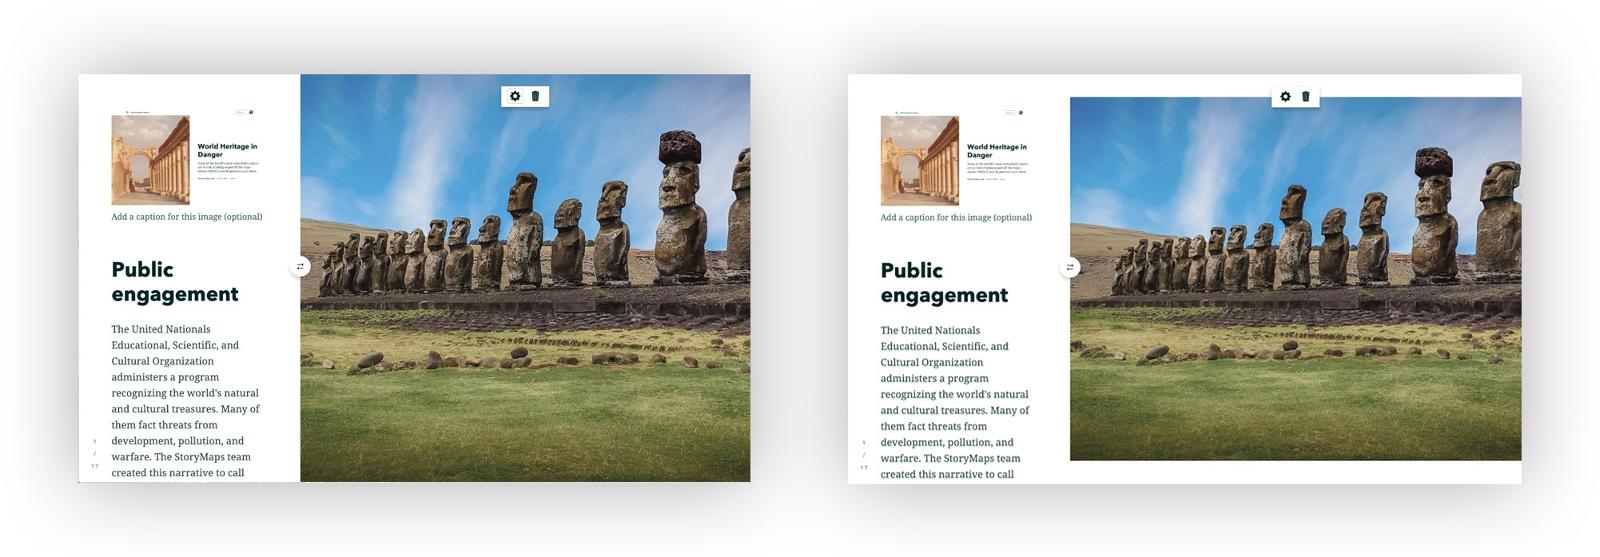 World Heritage in
Danger
Add a caption for this image (optional)
Public
engagement
The United Nationals
Educational, Scientific, and
Cultural Organization
administers a program
recognizing the world's natural
and cultural treasures. Many of
them fact threats from
development, pollution, and
warfare. The StoryMaps team
created this narrative to call
1
/
17
World Heritage in
Danger
Add a caption for this image (optional)
Public
engagement
The United Nationals
Educational, Scientific, and
Cultural Organization
administers a program
recognizing the world's natural
and cultural treasures. Many of
them fact threats from
development, pollution, and
warfare. The StoryMaps team
created this narrative to call
1
/
17